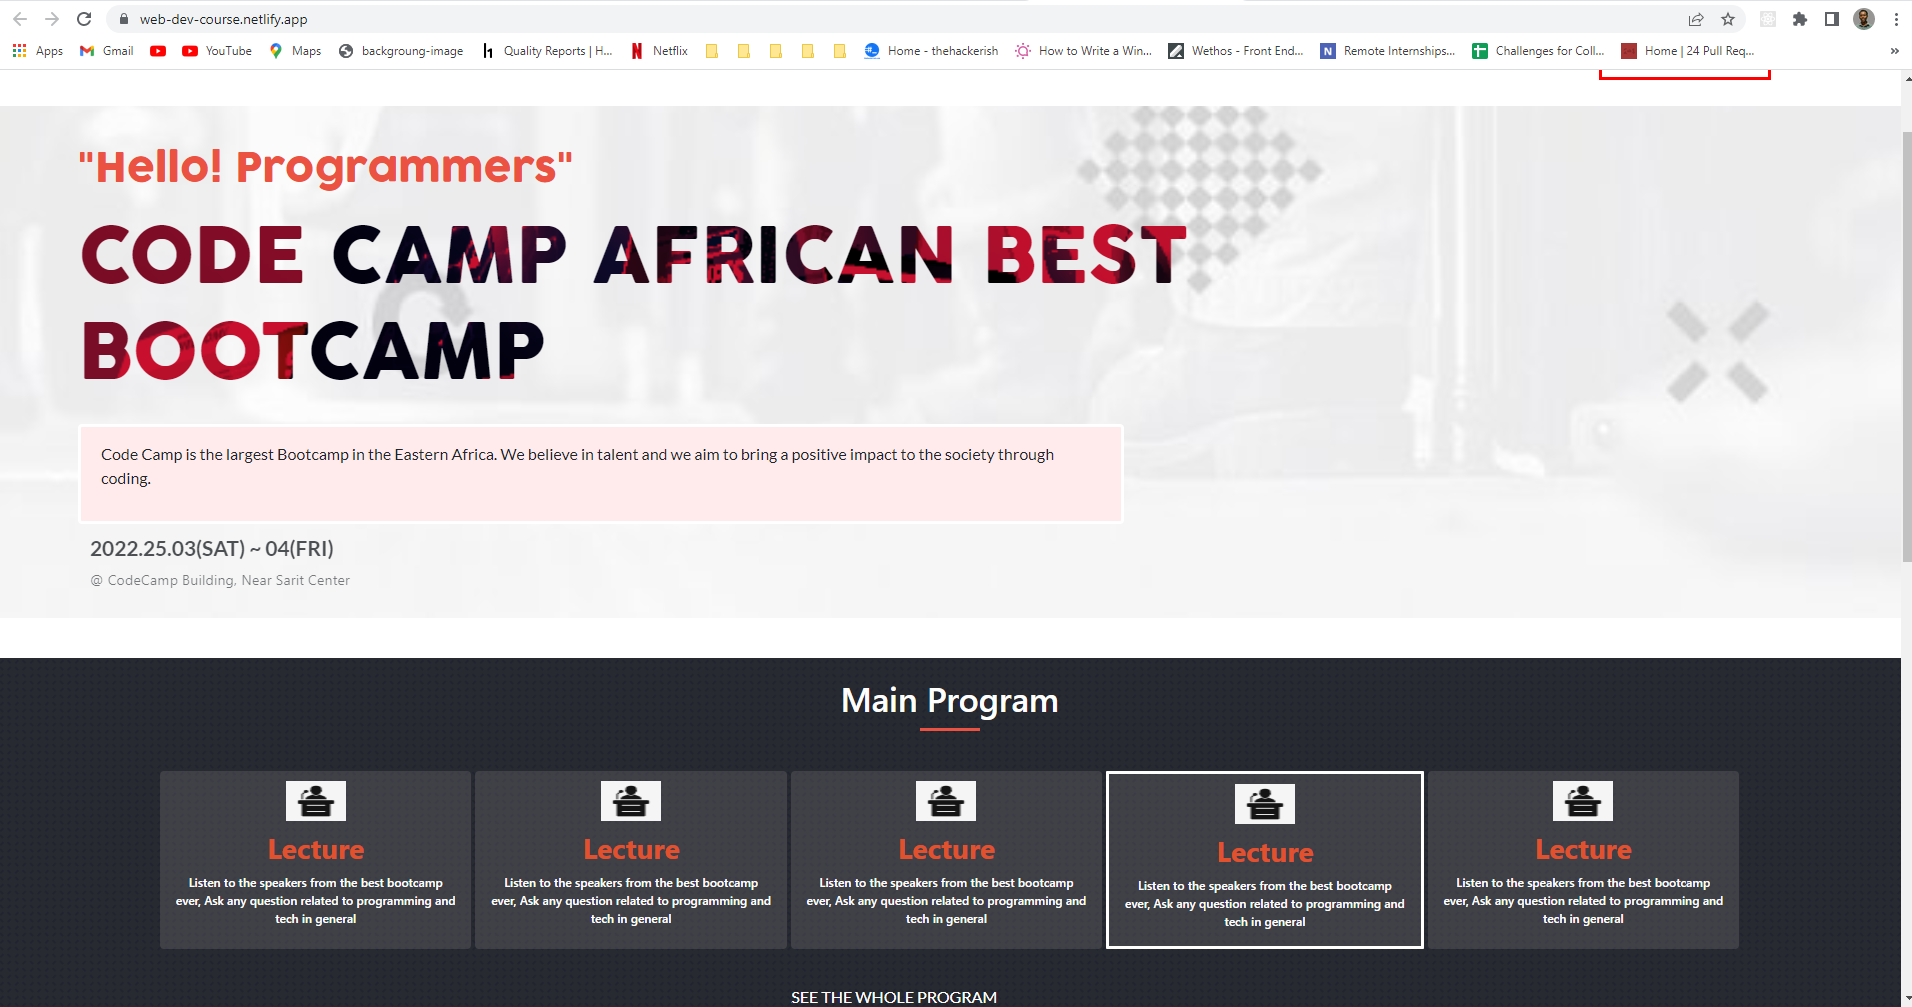 web-dev-course.netlify.app
Apps Gmail YouTube Maps backgroung-image Quality Reports | H... Netflix Home - thehackerish How to Write a Win... Wethos - Front End... Remote Internships... Challenges for Coll... Home | 24 Pull Req... »
"Hello! Programmers"
CODE CAMP AFRICAN BEST
BOOTCAMP
Code Camp is the largest Bootcamp in the Eastern Africa. We believe in talent and we aim to bring a positive impact to the society through
coding.
2022.25.03(SAT) ~ 04(FRI)
@ CodeCamp Building, Near Sarit Center
Main Program
Lecture
Listen to the speakers from the best bootcamp
ever, Ask any question related to programming and
tech in general
Lecture
Listen to the speakers from the best bootcamp
ever, Ask any question related to programming and
tech in general
Lecture
Listen to the speakers from the best bootcamp
ever, Ask any question related to programming and
tech in general
Lecture
Listen to the speakers from the best bootcamp
ever, Ask any question related to programming and
tech in general
Lecture
Listen to the speakers from the best bootcamp
ever, Ask any question related to programming and
tech in general
SEE THE WHOLE PROGRAM